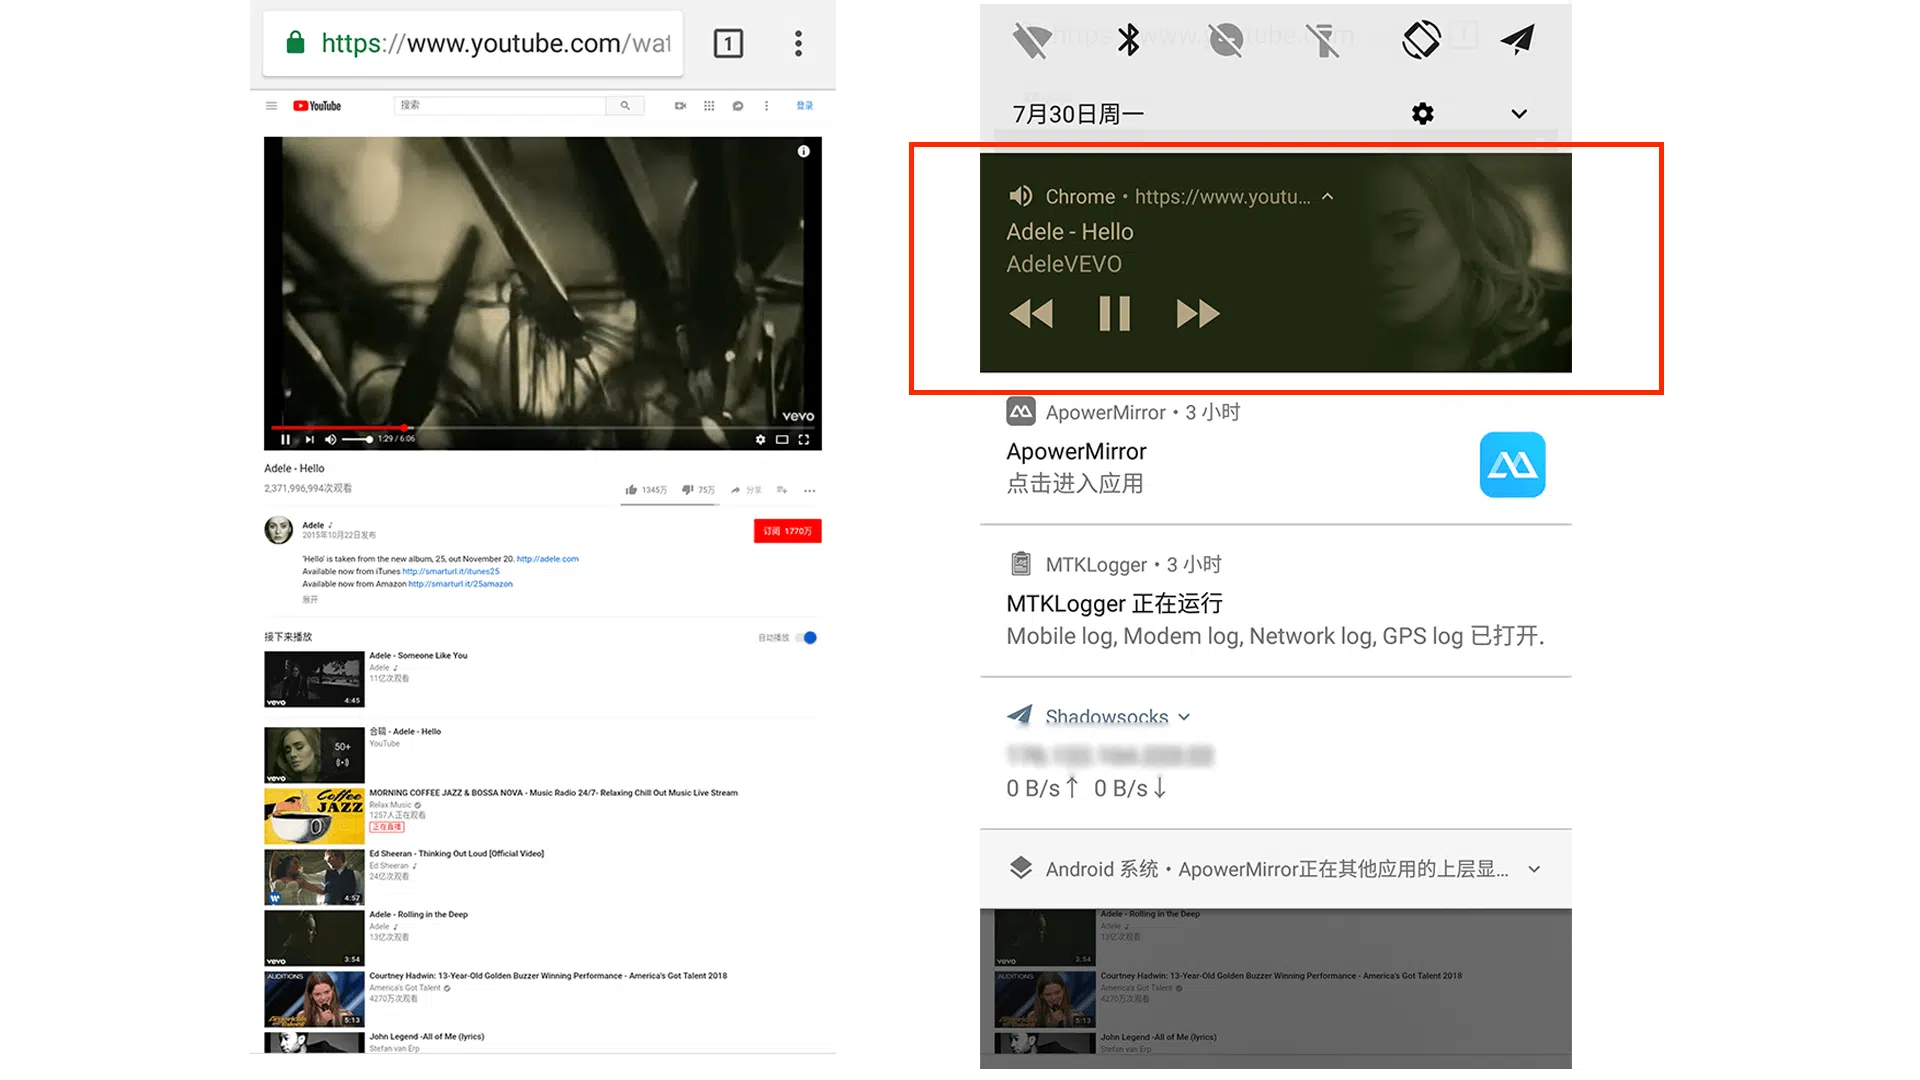 https://www.youtube.com/wat
1
YouTube
搜索
登录
vevo
1:29 / 6:06
Adele - Hello
2,371,996,994次观看
1345万
75万
分享
Adele
2015年10月22日发布
订阅 1770万
'Hello' is taken from the new album, 25, out November 20. http://adele.com
Available now from iTunes http://smarturl.it/itunes25
Available now from Amazon http://smarturl.it/25amazon
展开
接下来播放
自动播放
Adele - Someone Like You
Adele
11亿次观看
vevo
4:45
合辑 - Adele - Hello
YouTube
50+
vevo
Coffee
JAZZ
MORNING COFFEE JAZZ & BOSSA NOVA - Music Radio 24/7- Relaxing Chill Out Music Live Stream
Relax Music
1257人正在观看
正在直播
Ed Sheeran - Thinking Out Loud [Official Video]
Ed Sheeran
24亿次观看
4:57
Adele - Rolling in the Deep
Adele
13亿次观看
vevo
3:54
AUDITIONS
Courtney Hadwin: 13-Year-Old Golden Buzzer Winning Performance - America's Got Talent 2018
America's Got Talent
4270万次观看
5:13
John Legend -All of Me (lyrics)
Stefan van Erp
7月30日周一
Chrome • https://www.youtu...
Adele - Hello
AdeleVEVO
ApowerMirror • 3 小时
ApowerMirror
点击进入应用
MTKLogger • 3 小时
MTKLogger 正在运行
Mobile log, Modem log, Network log, GPS log 已打开.
Shadowsocks
0 B/s↑ 0 B/s↓
Android 系统 • ApowerMirror正在其他应用的上层显...
Adele - Rolling in the Deep
Adele
13亿次观看
vevo
3:54
AUDITIONS
Courtney Hadwin: 13-Year-Old Golden Buzzer Winning Performance - America's Got Talent 2018
America's Got Talent
4270万次观看
5:13
John Legend -All of Me (lyrics)
Stefan van Erp